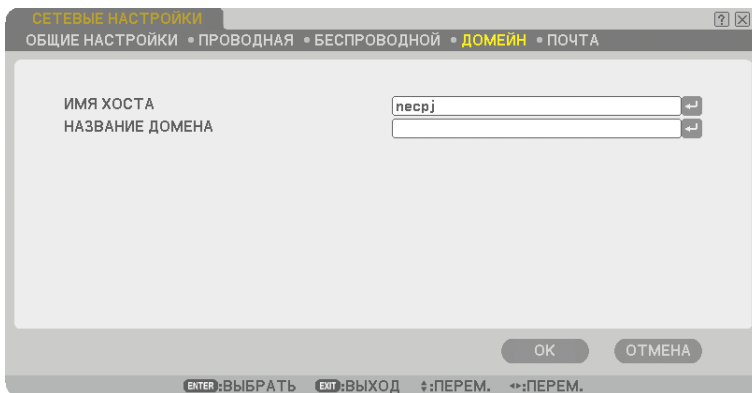 СЕТЕВЫЕ НАСТРОЙКИ
ОБЩИЕ НАСТРОЙКИ • ПРОВОДНАЯ • БЕСПРОВОДНОЙ • ДОМЕЙН • ПОЧТА
ИМЯ ХОСТА necpj
НАЗВАНИЕ ДОМЕНА
OK ОТМЕНА
ENTER:ВЫБРАТЬ EXIT:ВЫХОД :ПЕРЕМ. :ПЕРЕМ.